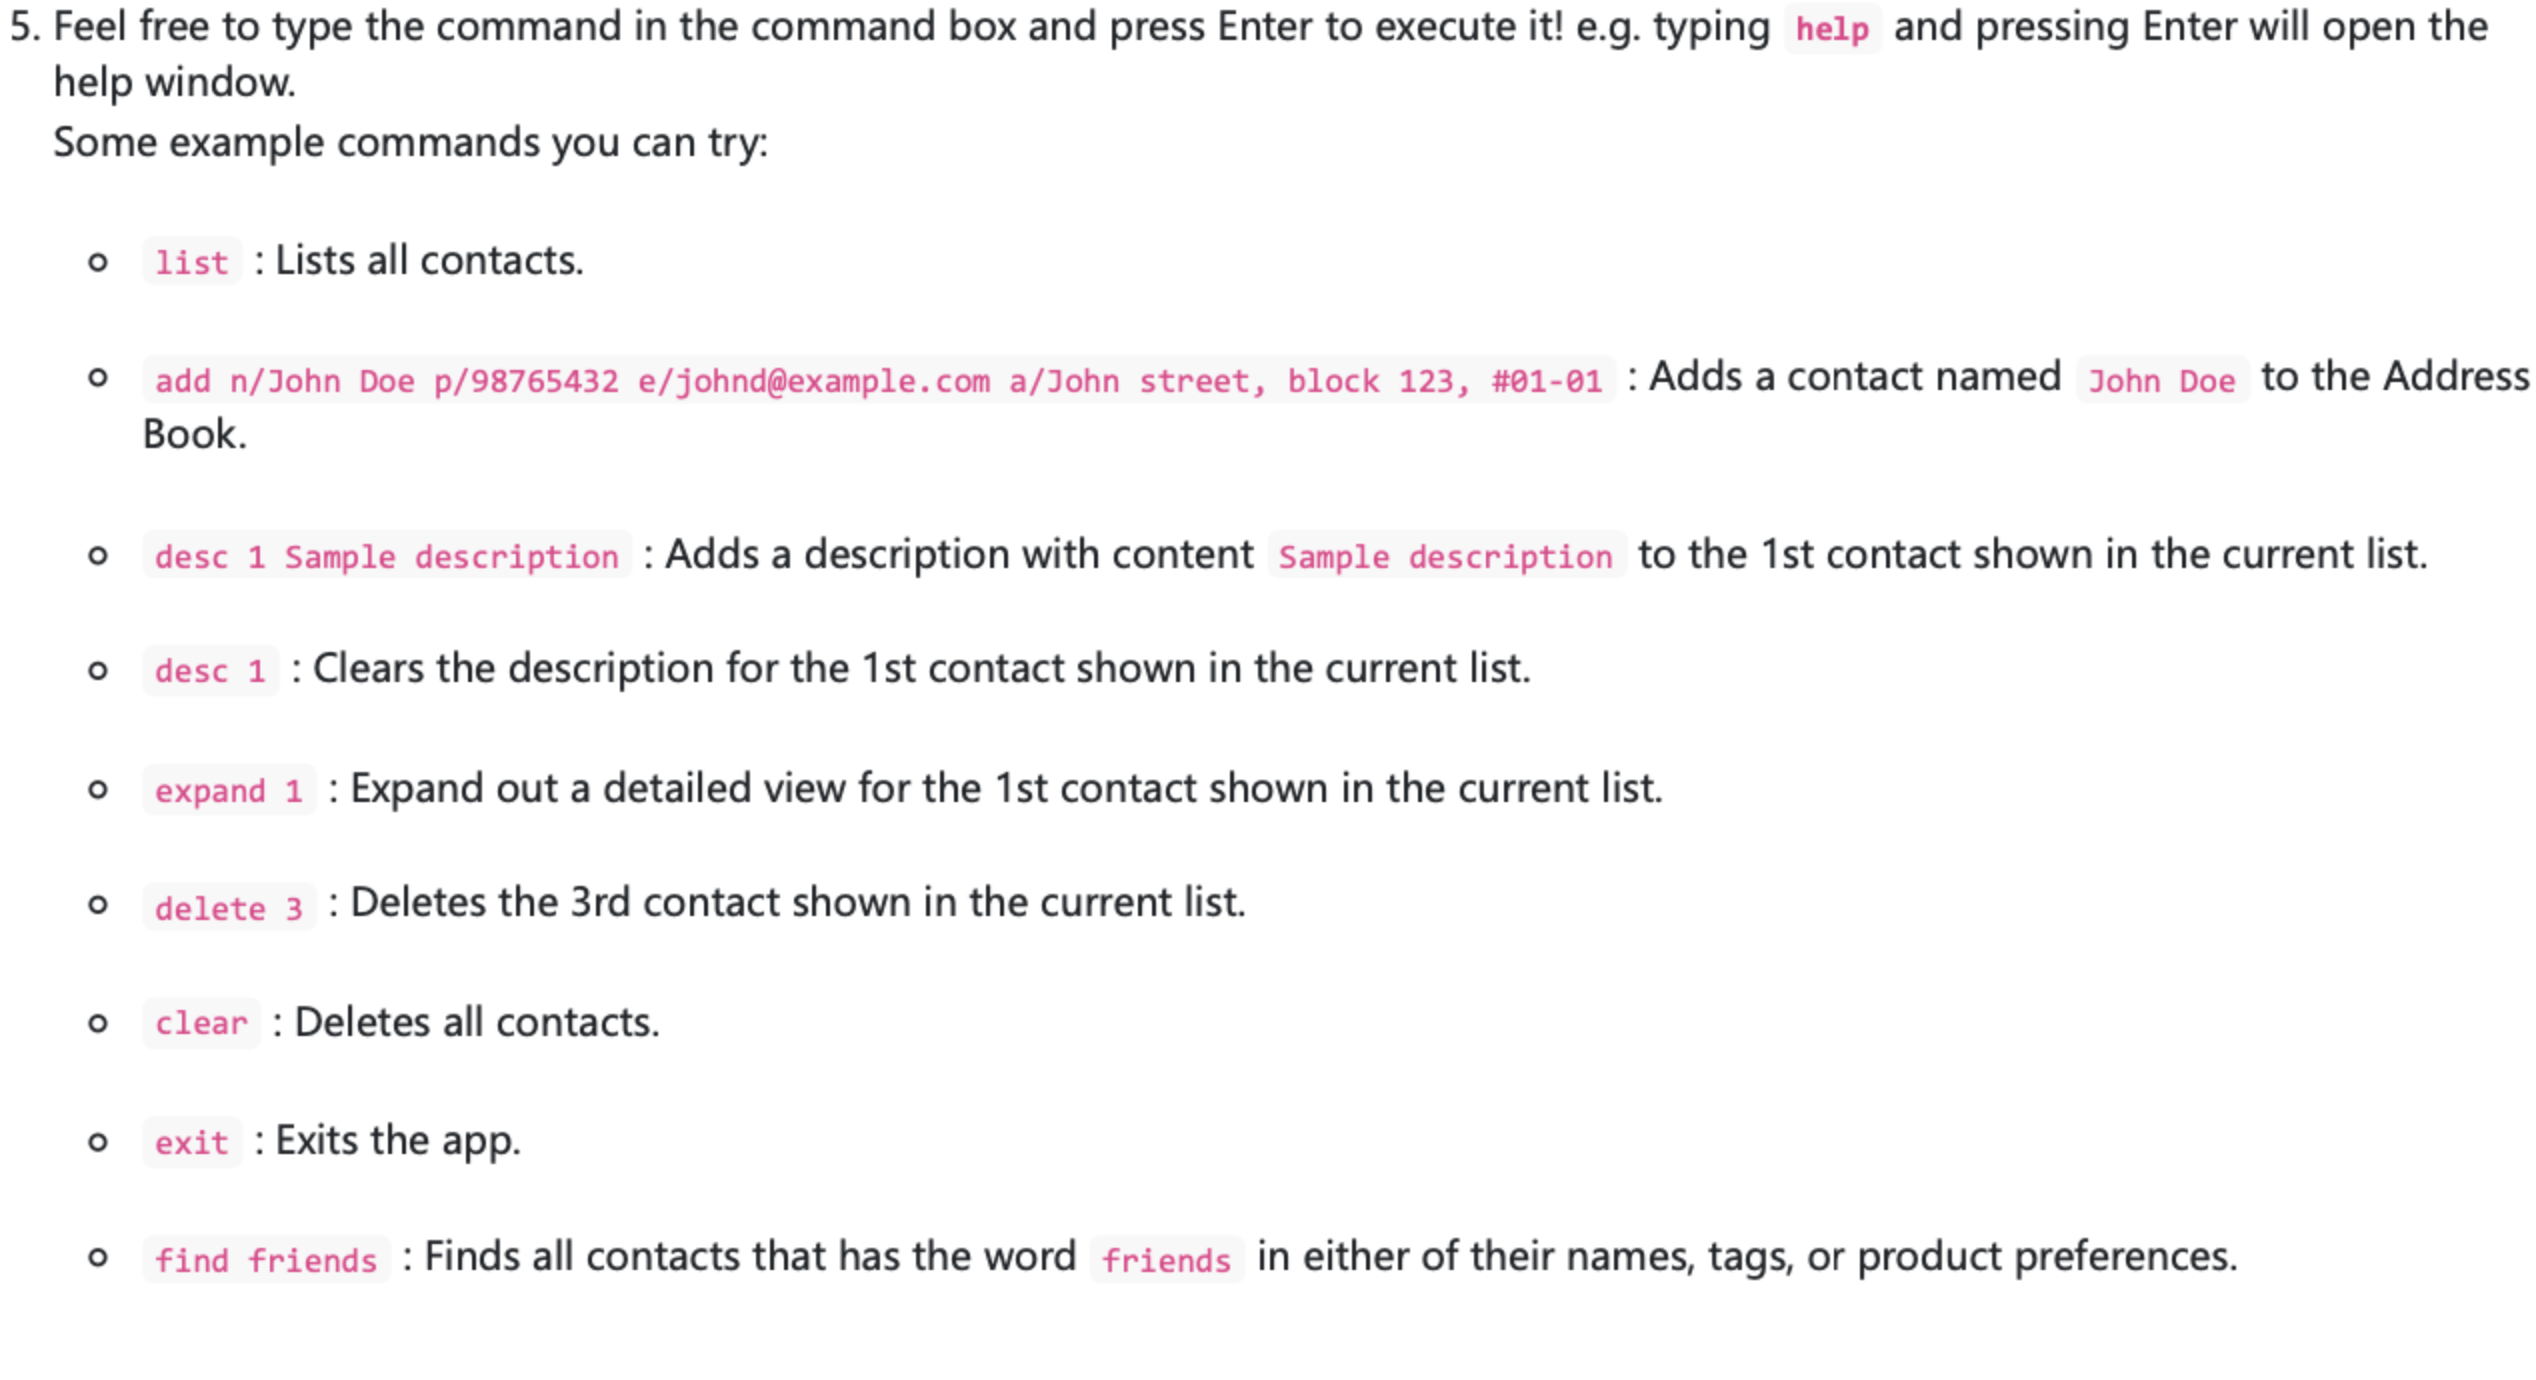 5. Feel free to type the command in the command box and press Enter to execute it! e.g. typing help and pressing Enter will open the
help window.
Some example commands you can try:
list : Lists all contacts.
add n/John Doe p/98765432 e/johnd@example.com a/John street, block 123, #01-01 : Adds a contact named John Doe to the Address
Book.
desc 1 Sample description : Adds a description with content Sample description to the 1st contact shown in the current list.
desc 1 : Clears the description for the 1st contact shown in the current list.
expand 1 : Expand out a detailed view for the 1st contact shown in the current list.
delete 3 : Deletes the 3rd contact shown in the current list.
clear : Deletes all contacts.
exit : Exits the app.
find friends : Finds all contacts that has the word friends in either of their names, tags, or product preferences.